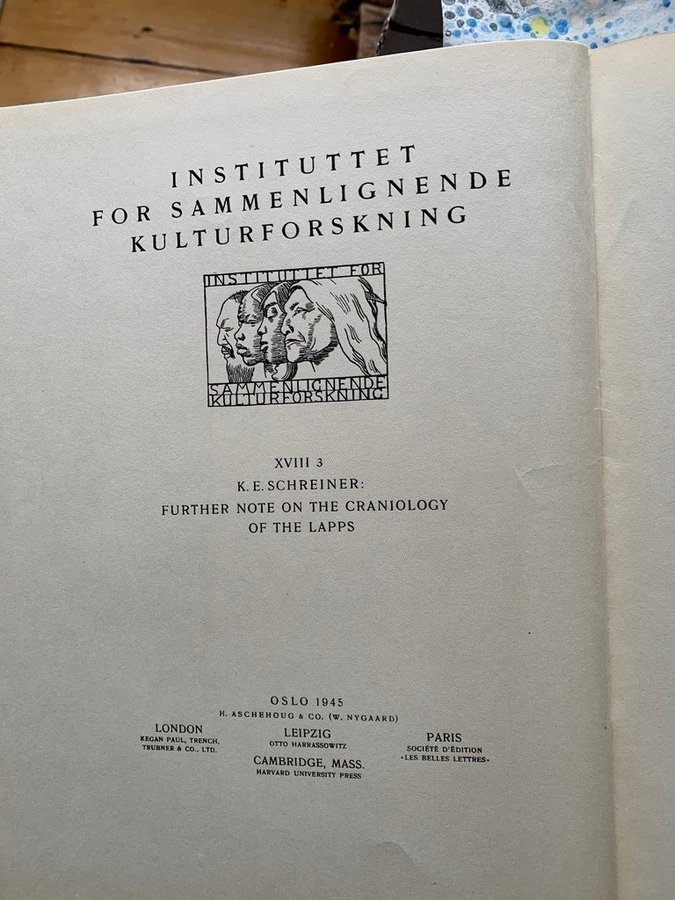 INSTITUTTET
FOR SAMMENLIGNENDE
KULTURFORSKNING
INSTITUTTET FOR
SAMMENLIGNENDE
KULTURFORSKNING
XVIII 3
K. E. SCHREINER:
FURTHER NOTE ON THE CRANIOLOGY
OF THE LAPPS
OSLO 1945
H. ASCHEHOUG & CO. (W. NYGAARD)
LONDON
KEGAN PAUL, TRENCH,
TRUBNER & CO., LTD.
LEIPZIG
OTTO HARRASSOWITZ
CAMBRIDGE, MASS.
HARVARD UNIVERSITY PRESS
PARIS
SOCIÉTÉ D'ÉDITION
«LES BELLES LETTRES»